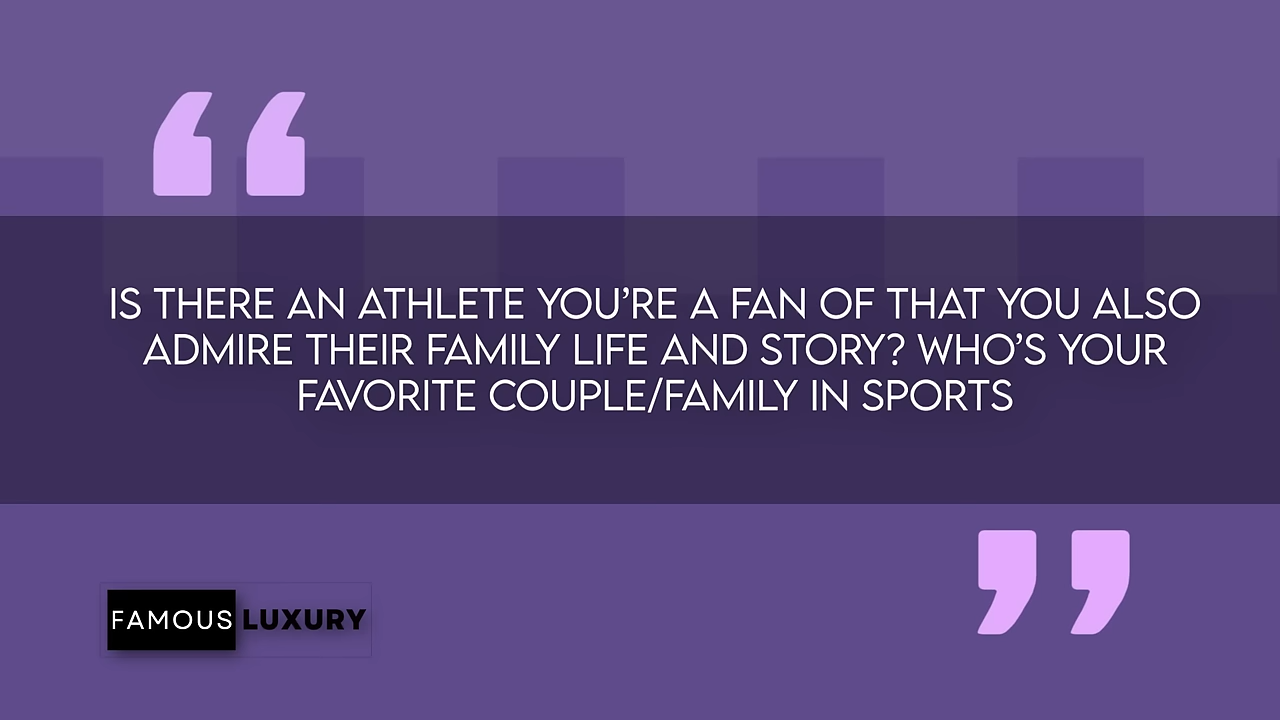 “
IS THERE AN ATHLETE YOU’RE A FAN OF THAT YOU ALSO
ADMIRE THEIR FAMILY LIFE AND STORY? WHO’S YOUR
FAVORITE COUPLE/FAMILY IN SPORTS
”
FAMOUS LUXURY